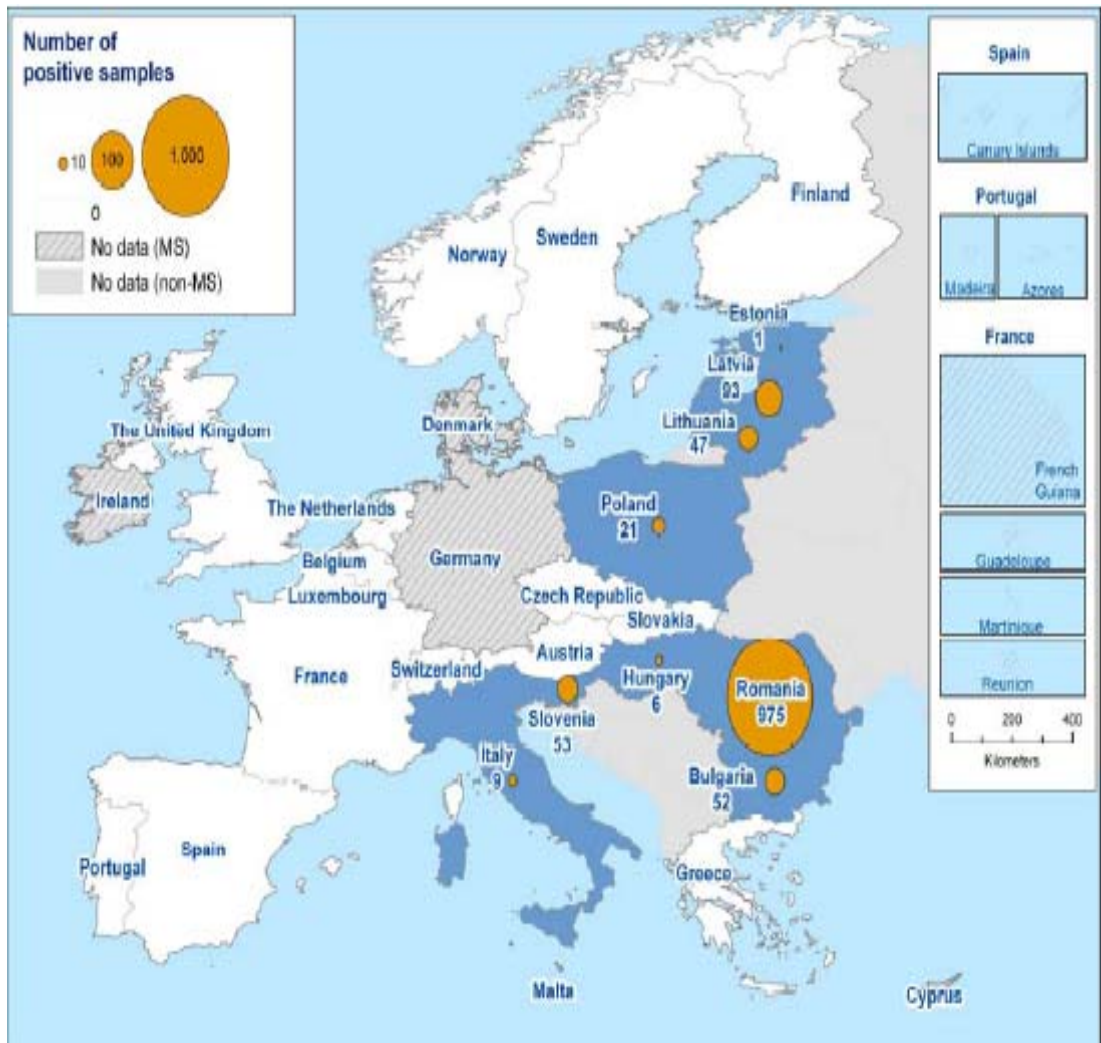 Number of
positive samples
10
100
1.000
0
No data (MS)
No data (non-MS)
Spain
Canary Islands
Portugal
Madeira
Azores
France
French
Guiana
Guadeloupe
Martinique
Reunion
0 200 400
Kilometers
Finland
Norway
Sweden
Estonia
1
Latvia
93
Lithuania
47
Denmark
The United Kingdom
Ireland
The Netherlands
Poland
21
Belgium
Germany
Luxembourg
Czech Republic
Slovakia
Austria
France
Switzerland
Hungary
6
Romania
975
Slovenia
53
Italy
9
Bulgaria
52
Portugal
Spain
Greece
Malta
Cyprus